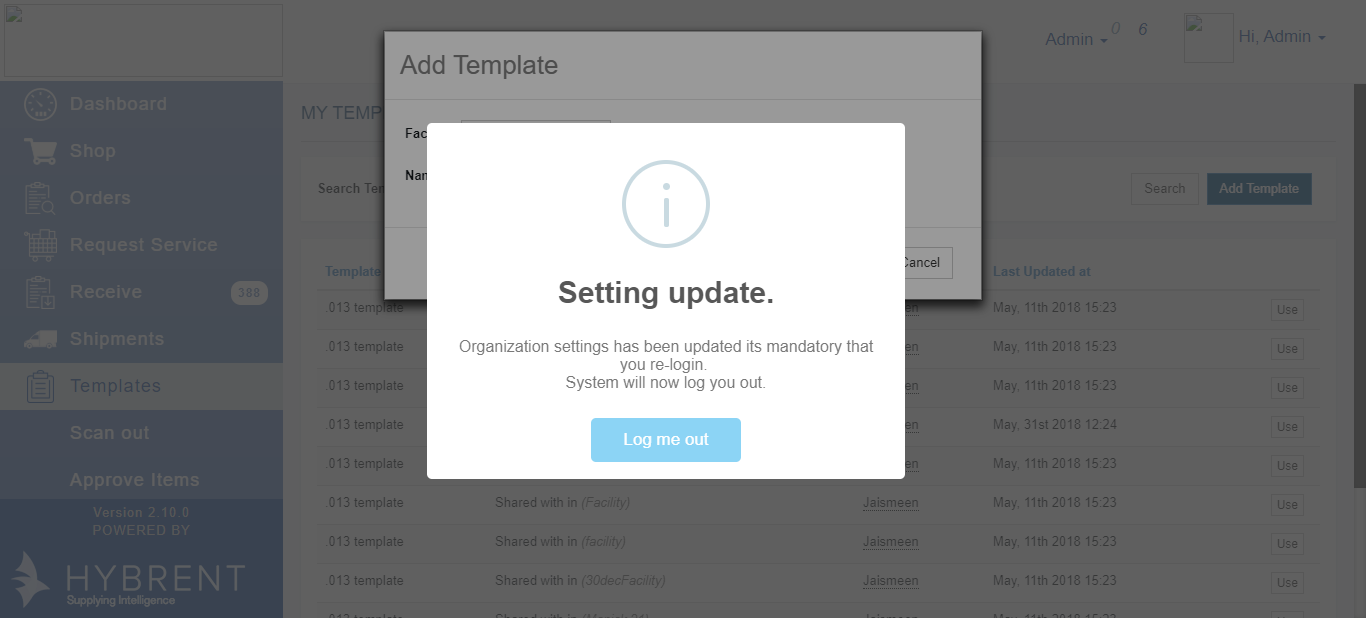 Admin
0
6
Hi, Admin
Add Template
Dashboard
Shop
Orders
Request Service
Receive
388
Shipments
Templates
Scan out
Approve Items
Version 2.10.0
POWERED BY
HYBRENT
Supplying Intelligence
MY TEMP
Fac
Nam
Search Tem
Search
Add Template
Cancel
Setting update.
Organization settings has been updated its mandatory that
you re-login.
System will now log you out.
Log me out
Template
Last Updated at
.013 template
May, 11th 2018 15:23
Use
May, 11th 2018 15:23
.013 template
Use
.013 template
May, 11th 2018 15:23
Use
.013 template
May, 31st 2018 12:24
Use
.013 template
May, 11th 2018 15:23
Use
.013 template
Shared with in (Facility)
Jaismeen
May, 11th 2018 15:23
Use
.013 template
Shared with in (facility)
Jaismeen
May, 11th 2018 15:23
Use
.013 template
Shared with in (30decFacility)
Jaismeen
May, 11th 2018 15:23
Use